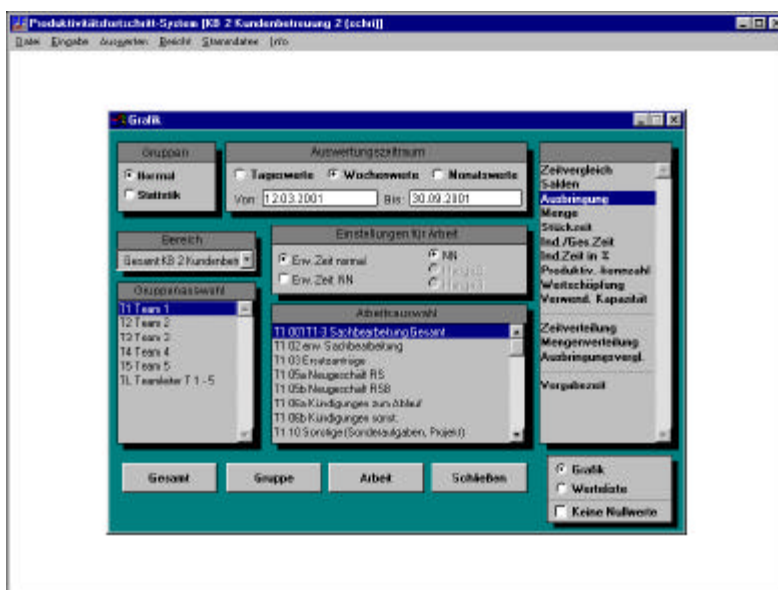 Produktivitätsfortschritt-System [KB 2 Kundenbetreuung 2 (schri)]
Datei Eingabe Auswerten Bericht Stammdaten Info
Grafik
Gruppen
Normal
Statistik
Auswertungszeitraum
Tageswerte Wochenwerte Monatswerte
Von: 12.03.2001 Bis: 30.09.2001
Bereich
Gesamt KB 2 Kundenbetr
Einstellungen für Arbeit
Erw. Zeit normal
Erw. Zeit NN
NN
Gruppenauswahl
T1 Team 1
T2 Team 2
T3 Team 3
T4 Team 4
T5 Team 5
TL Teamleiter T 1 - 5
Arbeitsauswahl
T1 001T1-3 Sachbearbeitung Gesamt
T1 02 erw. Sachbearbeitung
T1 03 Ersatzanträge
T1 05a Neugeschäft RS
T1 05b Neugeschäft RSB
T1 06a Kündigungen zum Ablauf
T1 06b Kündigungen sonst.
T1 10 Sonstige (Sonderaufgaben, Projekt)
Zeitvergleich
Salden
Ausbringung
Menge
Stückzeit
Ind./Ges.Zeit
Ind.Zeit in %
Produktiv.-kennzahl
Wertschöpfung
Verwend. Kapazität
Zeitverteilung
Mengenverteilung
Ausbringungsvergl.
Vorgabezeit
Gesamt Gruppe Arbeit Schließen
Grafik
Werteliste
Keine Nullwerte